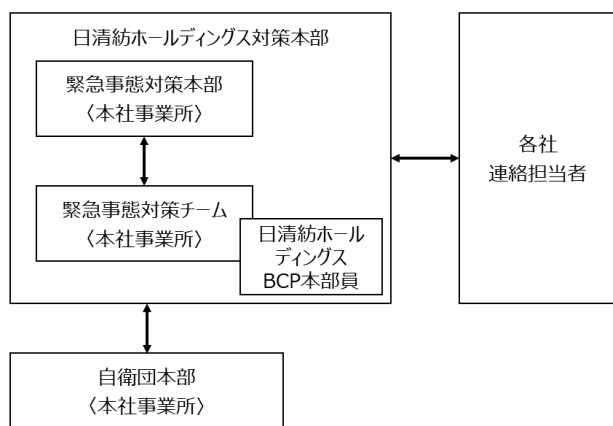 日清紡ホールディングス対策本部
緊急事態対策本部
〈本社事業所〉
緊急事態対策チーム
〈本社事業所〉
日清紡ホール
ディングス
BCP本部員
各社
連絡担当者
自衛団本部
〈本社事業所〉